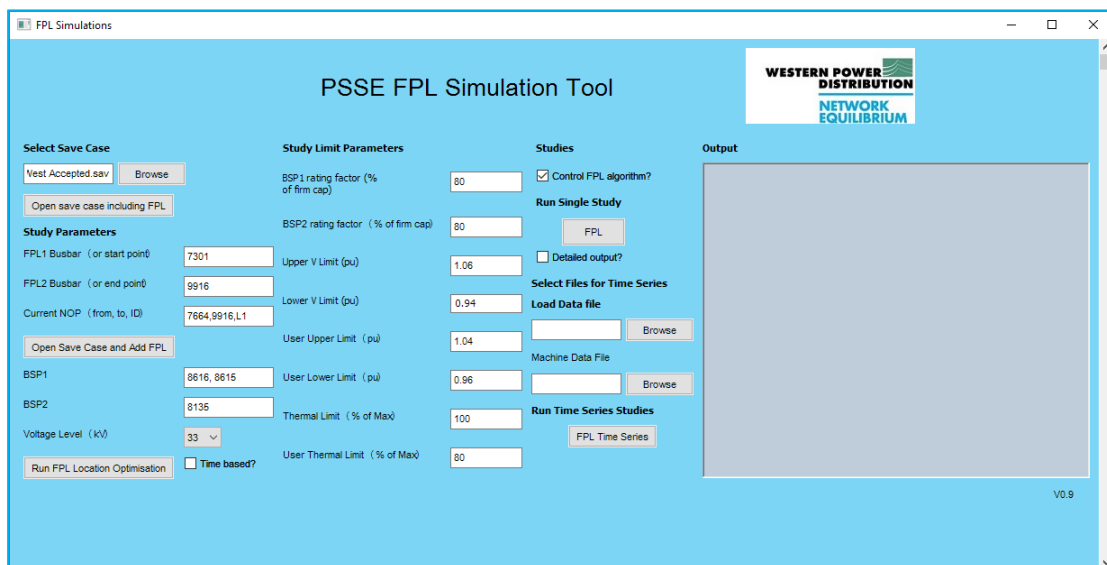 FPL Simulations
PSSE FPL Simulation Tool
WESTERN POWER
DISTRIBUTION
NETWORK
EQUILIBRIUM
Select Save Case
West Accepted.sav
Browse
Open save case including FPL
Study Parameters
FPL1 Busbar (or start point)
7301
FPL2 Busbar (or end point)
9916
Current NOP (from, to, ID)
7664,9916,L1
Open Save Case and Add FPL
BSP1
8616, 8615
BSP2
8135
Voltage Level (kV)
33
Run FPL Location Optimisation
Time based?
Study Limit Parameters
BSP1 rating factor (%
of firm cap)
80
BSP2 rating factor (% of firm cap)
80
Upper V Limit (pu)
1.06
Lower V Limit (pu)
0.94
User Upper Limit (pu)
1.04
User Lower Limit (pu)
0.96
Thermal Limit (% of Max)
100
User Thermal Limit (% of Max)
80
Studies
Control FPL algorithm?
Run Single Study
FPL
Detailed output?
Select Files for Time Series
Load Data file
Browse
Machine Data File
Browse
Run Time Series Studies
FPL Time Series
Output
V0.9